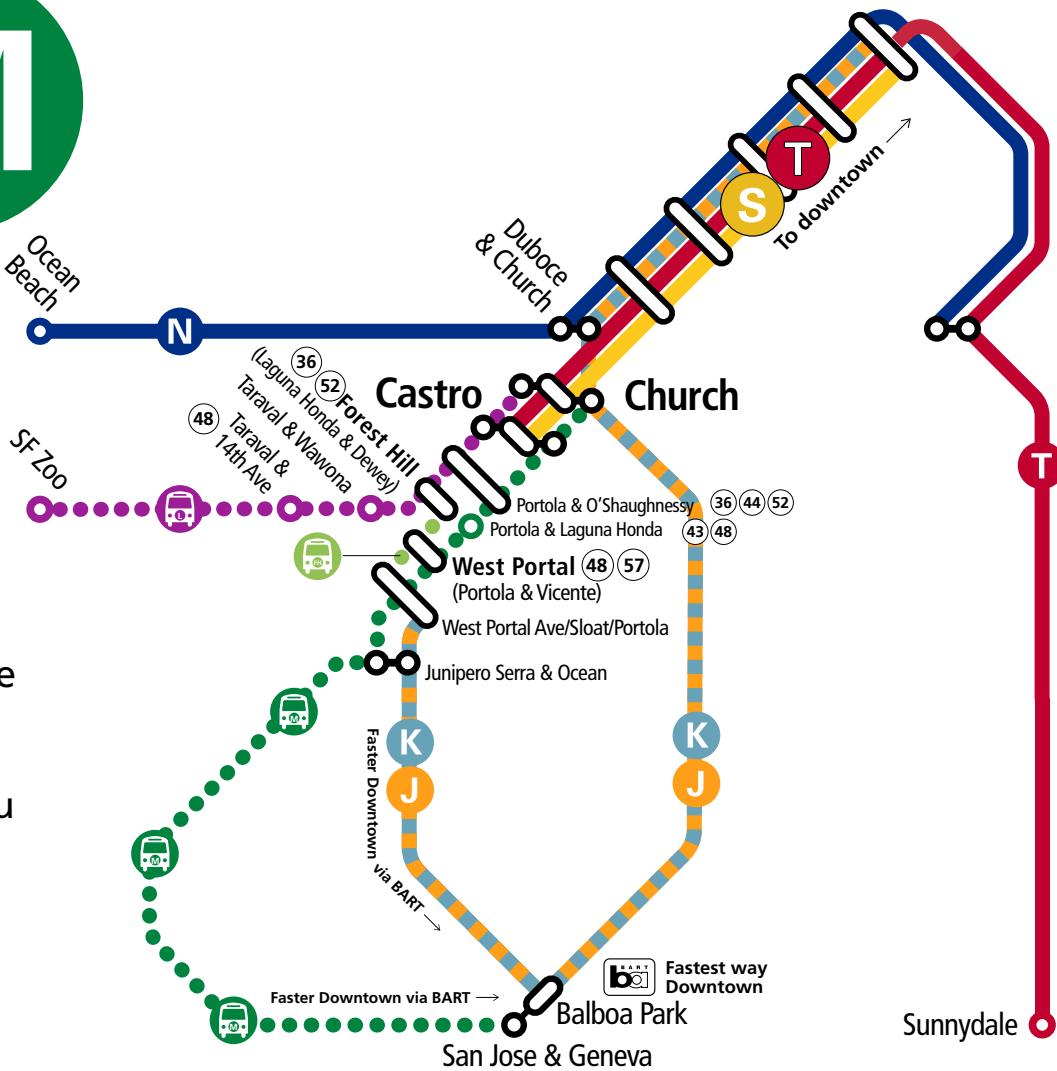 M
Ocean
Beach
N
Duboce
& Church
T
S
To downtown
36
52
(Laguna Honda & Dewey)
Forest Hill
Taraval & Wawona
48
Taraval &
14th Ave
Castro
Church
SF Zoo
L
FH
Portola & O'Shaughnessy
36
44
52
Portola & Laguna Honda
43
48
West Portal
48
57
(Portola & Vicente)
West Portal Ave/Sloat/Portola
Junipero Serra & Ocean
T
M
K
J
K
J
Faster Downtown via BART
M
BART
ba
Fastest way
Downtown
Faster Downtown via BART
M
Balboa Park
San Jose & Geneva
Sunnydale